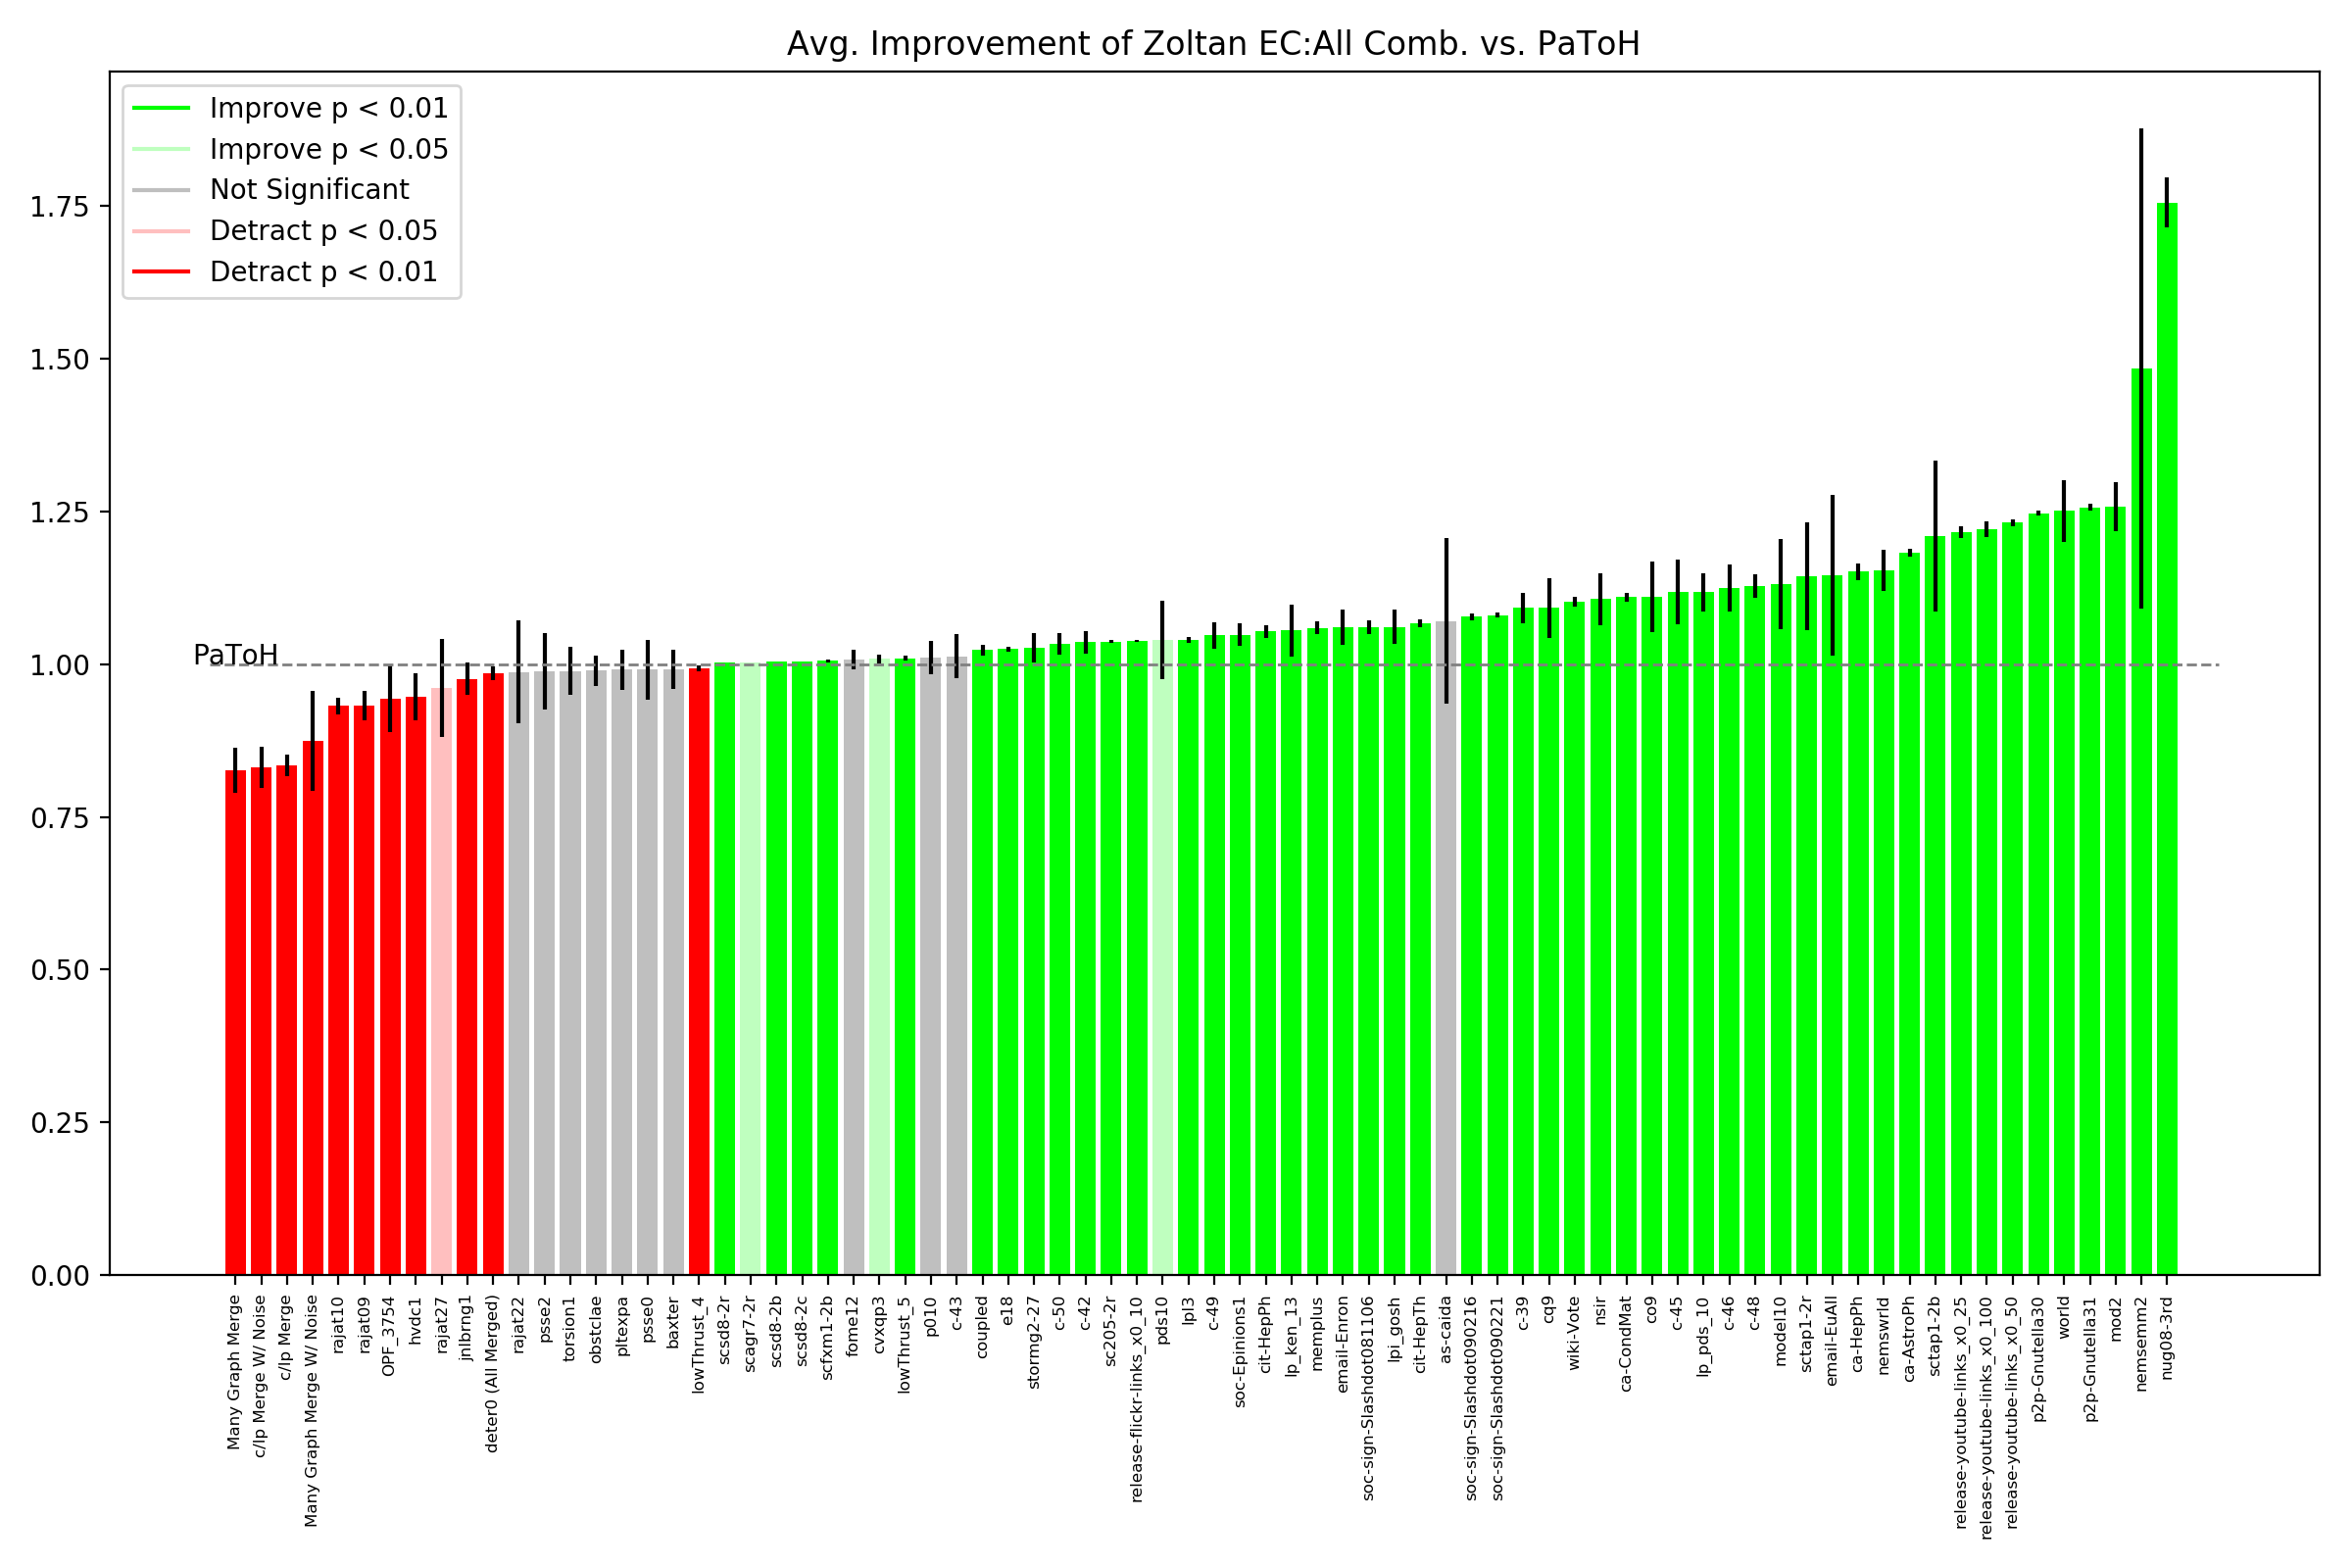 Avg. Improvement of Zoltan EC:All Comb. vs. PaToH
Improve p < 0.01
Improve p < 0.05
Not Significant
Detract p < 0.05
Detract p < 0.01
1.75
1.50
1.25
1.00
0.75
0.50
0.25
0.00
PaToH
Many Graph Merge
c/lp Merge W/ Noise
c/lp Merge
Many Graph Merge W/ Noise
rajat10
rajat09
OPF_3754
hvdc1
rajat27
jnlbrng1
deter0 (All Merged)
rajat22
psse2
torsion1
obstclae
pltexpa
psse0
baxter
lowThrust_4
scsd8-2r
scagr7-2r
scsd8-2b
scsd8-2c
scfxm1-2b
fome12
cvxqp3
lowThrust_5
p010
c-43
coupled
e18
stormg2-27
c-50
c-42
sc205-2r
release-flickr-links_x0_10
pds10
lpl3
c-49
soc-Epinions1
cit-HepPh
lp_ken_13
memplus
email-Enron
soc-sign-Slashdot081106
lpi_gosh
cit-HepTh
as-caida
soc-sign-Slashdot090216
soc-sign-Slashdot090221
c-39
cq9
wiki-Vote
nsir
ca-CondMat
co9
c-45
lp_pds_10
c-46
c-48
model10
sctap1-2r
email-EuAll
ca-HepPh
nemswrld
ca-AstroPh
sctap1-2b
release-youtube-links_x0_25
release-youtube-links_x0_100
release-youtube-links_x0_50
p2p-Gnutella30
world
p2p-Gnutella31
mod2
nemsemm2
nug08-3rd